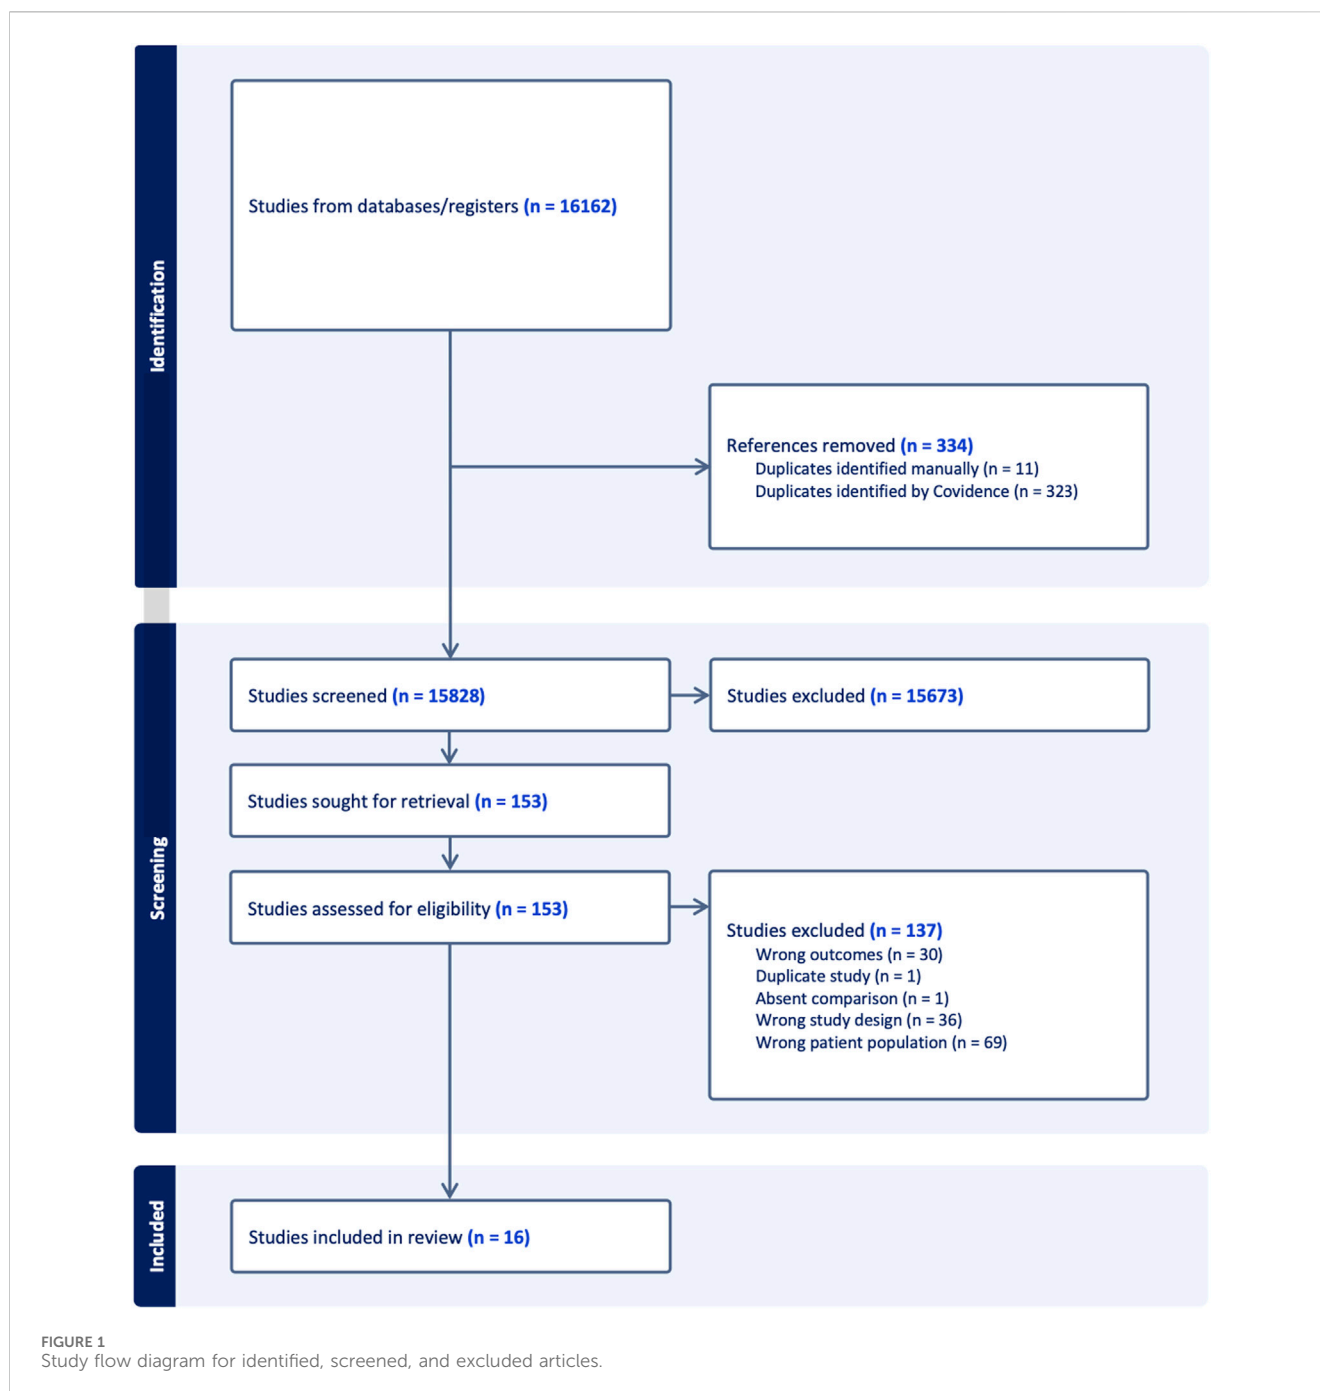 Identification
Studies from databases/registers (n = 16162)
References removed (n = 334)
Duplicates identified manually (n = 11)
Duplicates identified by Covidence (n = 323)
Screening
Studies screened (n = 15828)
Studies excluded (n = 15673)
Studies sought for retrieval (n = 153)
Studies assessed for eligibility (n = 153)
Studies excluded (n = 137)
Wrong outcomes (n = 30)
Duplicate study (n = 1)
Absent comparison (n = 1)
Wrong study design (n = 36)
Wrong patient population (n = 69)
Included
Studies included in review (n = 16)
FIGURE 1
Study flow diagram for identified, screened, and excluded articles.